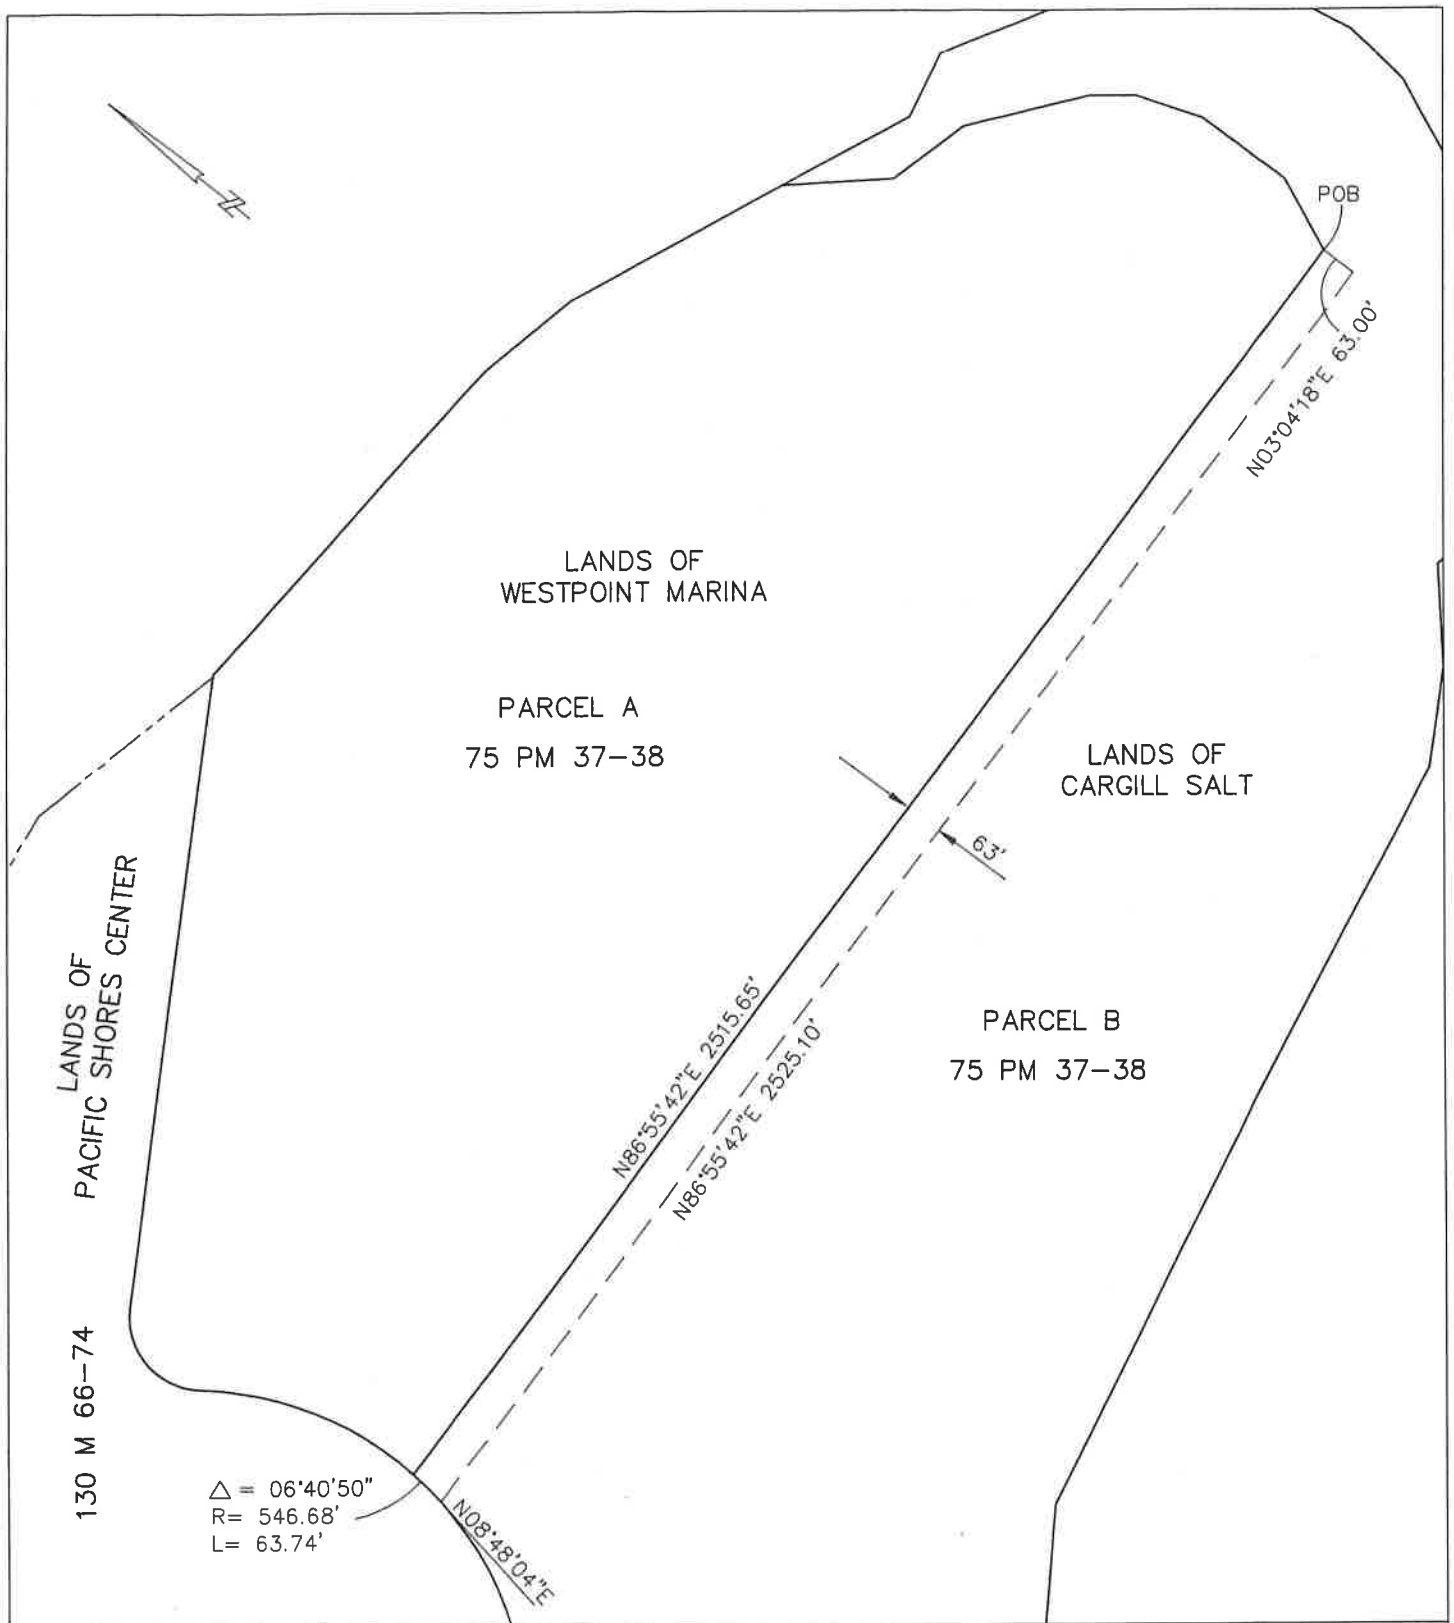 POB
N03°04'18"E 63.00'
LANDS OF
WESTPOINT MARINA
PARCEL A
75 PM 37-38
LANDS OF
CARGILL SALT
63'
LANDS OF
PACIFIC SHORES CENTER
N86°55'42"E 2515.65'
N86°55'42"E 2525.10'
PARCEL B
75 PM 37-38
130 M 66-74
△ = 06°40'50"
R= 546.68'
L= 63.74'
N08°48'04"E
N